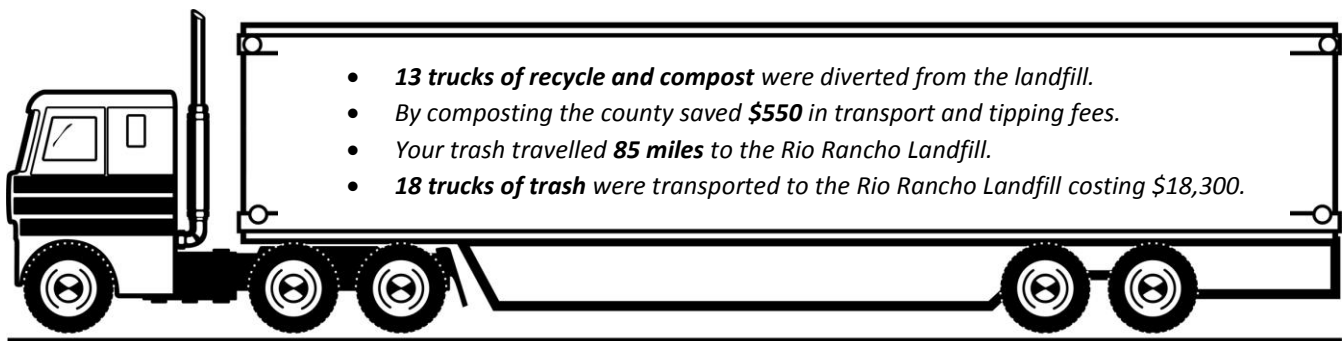 • 13 trucks of recycle and compost were diverted from the landfill.
• By composting the county saved $550 in transport and tipping fees.
• Your trash travelled 85 miles to the Rio Rancho Landfill.
• 18 trucks of trash were transported to the Rio Rancho Landfill costing $18,300.